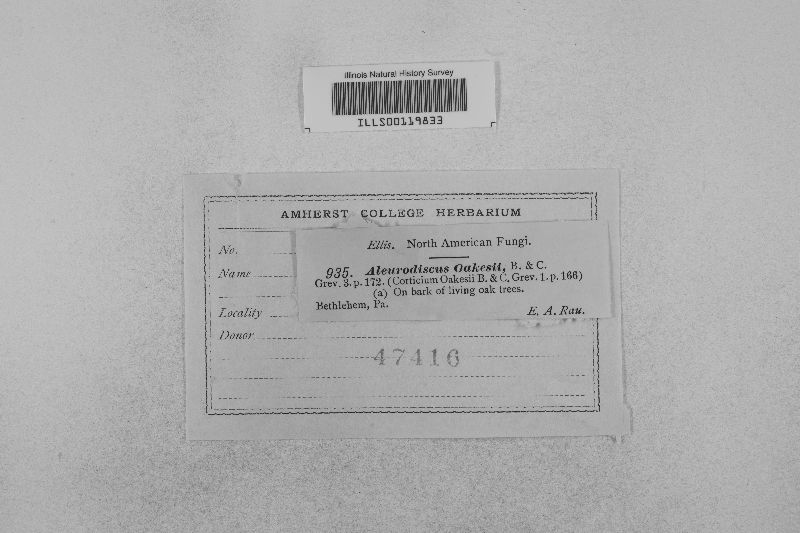 Illinois Natural History Survey
ILLS00119833
AMHERST COLLEGE HERBARIUM
No.
Name
Locality
Donor
Ellis. North American Fungi.
935. Aleurodiscus Oakesii, B. & C.
Grev. 3. p. 172. (Corticium Oakesii B. & C. Grev. 1. p. 166)
(a) On bark of living oak trees.
Bethlehem, Pa.
E. A. Rau.
47416